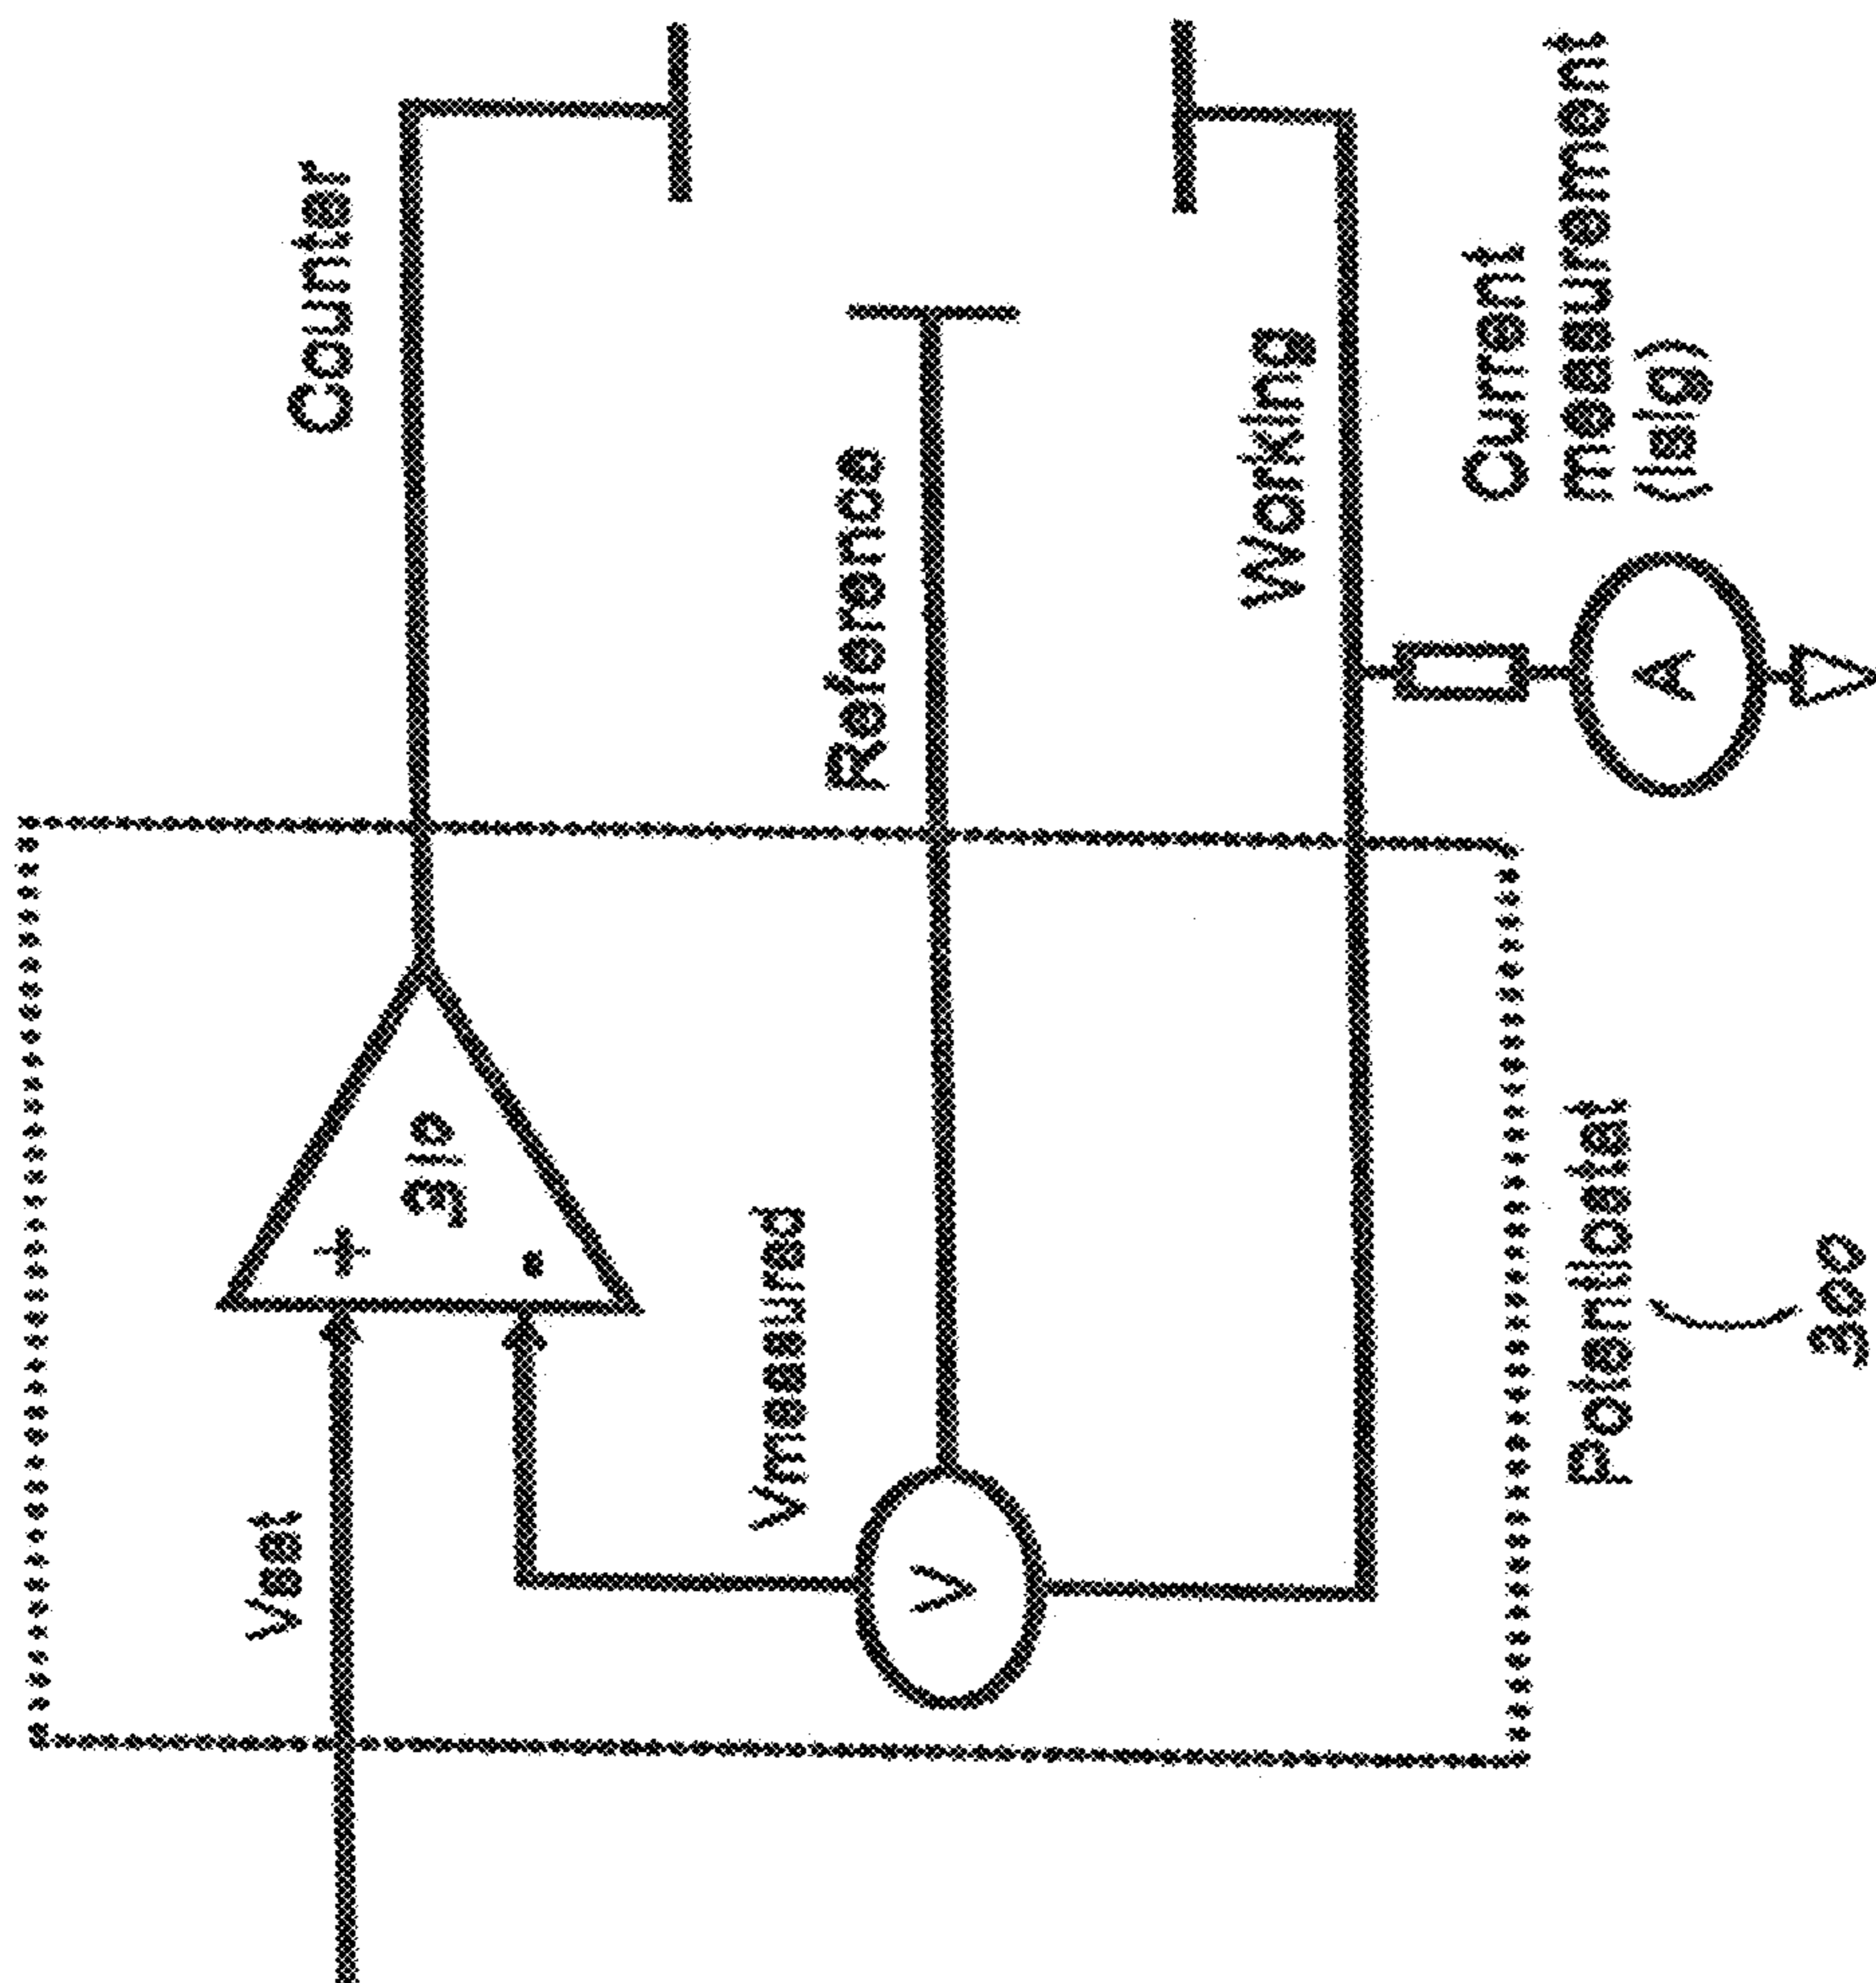 Counter
Reference
Working
Current
measurement
(Isig)
A
310
+
-
Vset
Vmeasured
V
Potentiostat
300